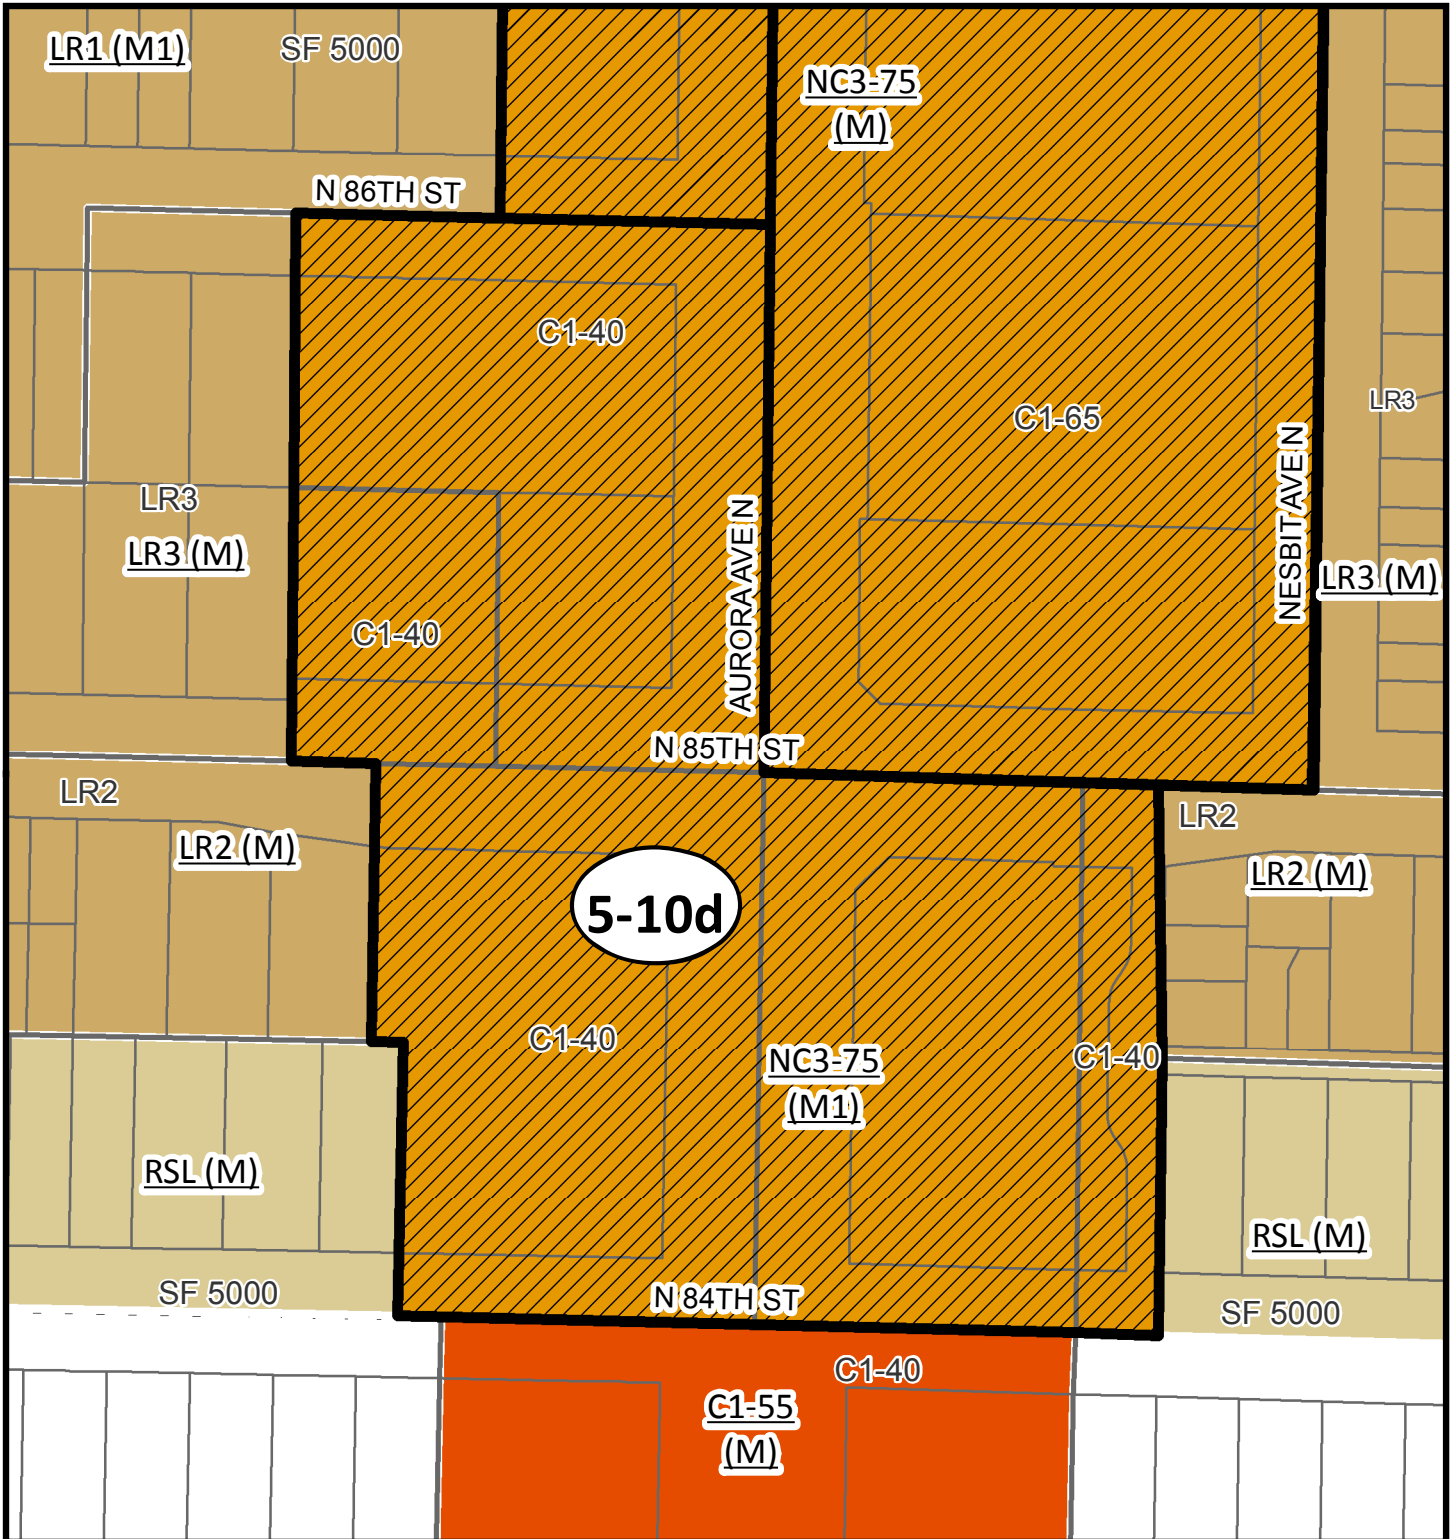 LR1 (M1)
SF 5000
NC3-75
(M)
N 86TH ST
C1-40
C1-65
LR3
LR3
LR3 (M)
AURORA AVE N
NESBIT AVE N
LR3 (M)
C1-40
N 85TH ST
LR2
LR2
LR2 (M)
LR2 (M)
5-10d
C1-40
NC3-75
(M1)
C1-40
RSL (M)
RSL (M)
SF 5000
N 84TH ST
SF 5000
C1-40
C1-55
(M)